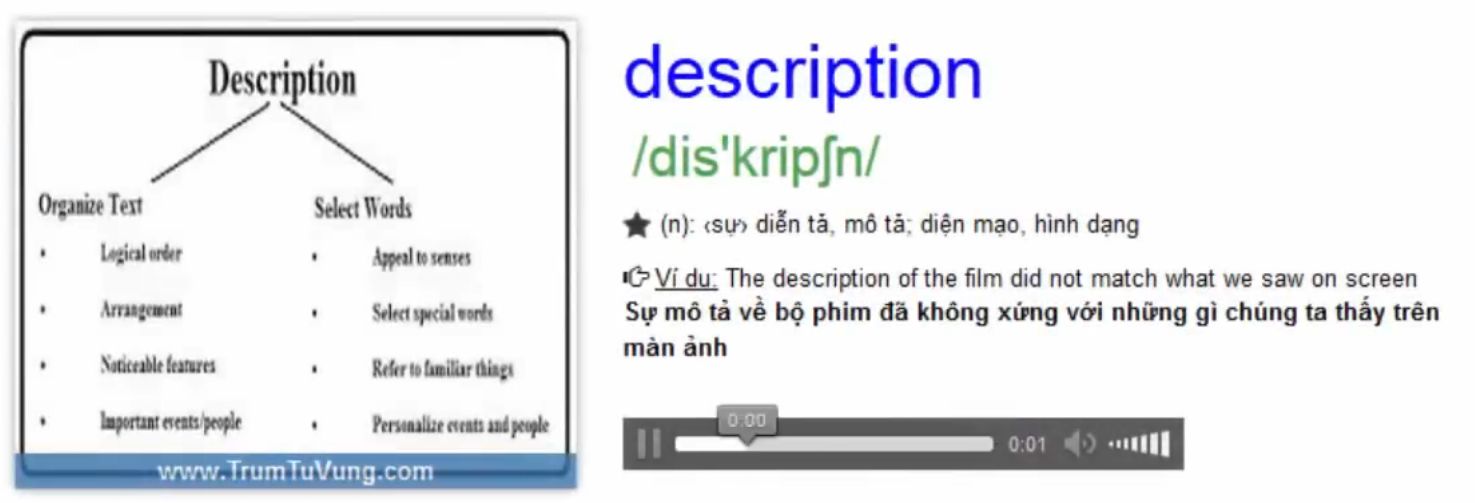 Description
Organize Text
• Logical order
• Arrangement
• Noticeable features
• Important events/people
Select Words
• Appeal to senses
• Select special words
• Refer to familiar things
• Personalize events and people
www.TrumTuVung.com
description
/dis'kripʃn/
★ (n): ‹sự› diễn tả, mô tả; diện mạo, hình dạng
Ví dụ: The description of the film did not match what we saw on screen
Sự mô tả về bộ phim đã không xứng với những gì chúng ta thấy trên
màn ảnh
0:00
0:01